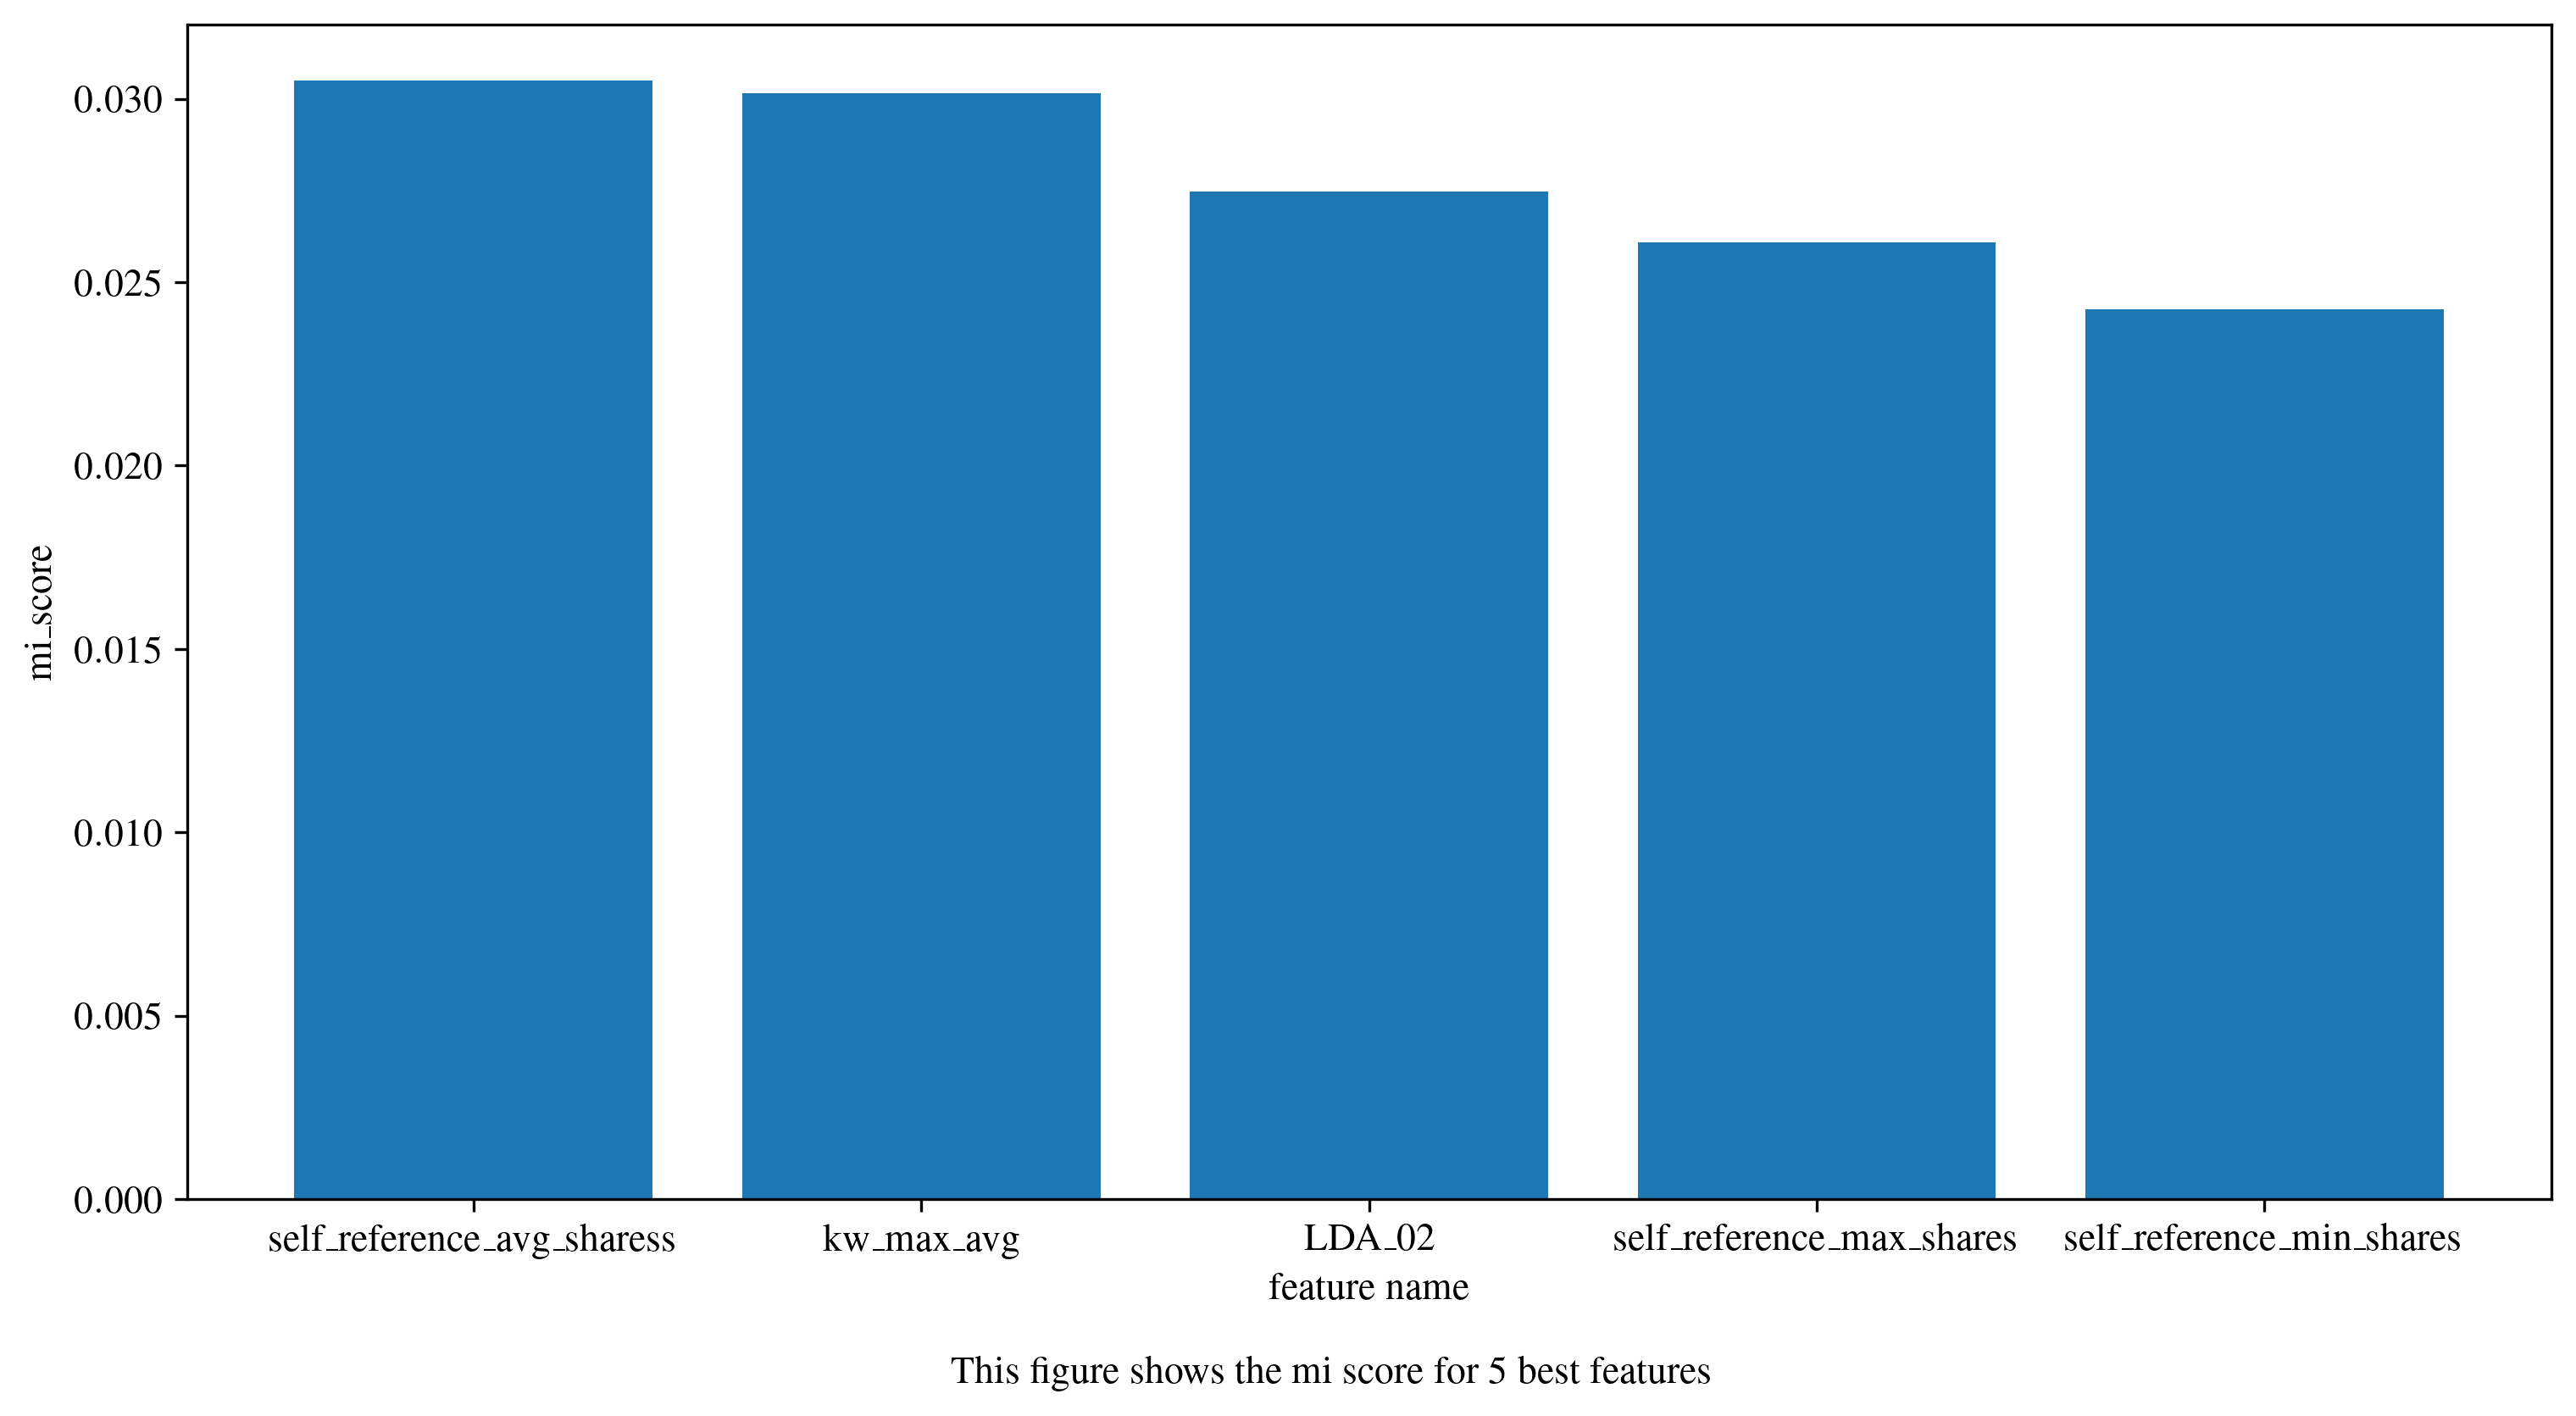 0.030
0.025
0.020
0.015
0.010
0.005
0.000
mi_score
self_reference_avg_sharess kw_max_avg LDA_02 self_reference_max_shares self_reference_min_shares
feature name
This figure shows the mi score for 5 best features